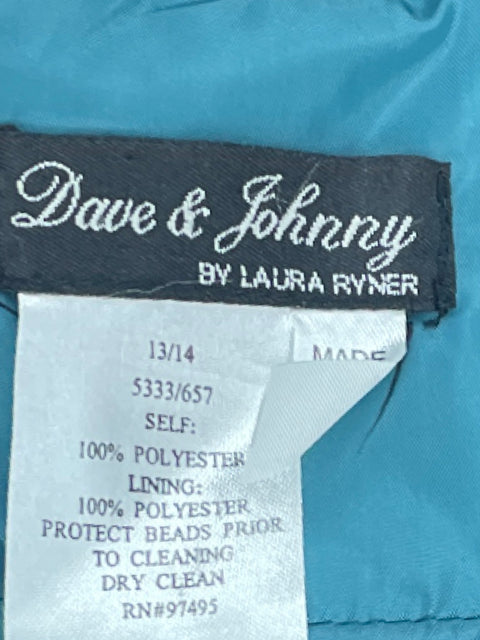 Dave & Johnny
BY LAURA RYNER
13/14
5333/657
SELF:
100% POLYESTER
LINING:
100% POLYESTER
PROTECT BEADS PRIOR
TO CLEANING
DRY CLEAN
RN#97495
MADE